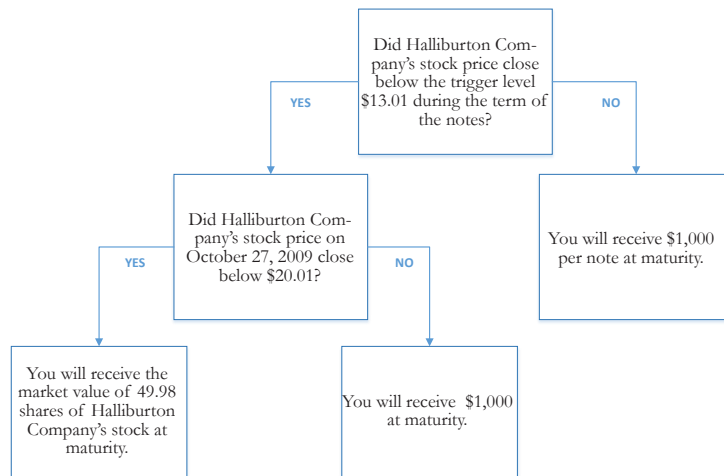 Did Halliburton Com-
pany's stock price close
below the trigger level
$13.01 during the term of
the notes?
YES
NO
Did Halliburton Com-
pany's stock price on
October 27, 2009 close
below $20.01?
You will receive $1,000
per note at maturity.
YES
NO
You will receive the
market value of 49.98
shares of Halliburton
Company's stock at
maturity.
You will receive $1,000
at maturity.